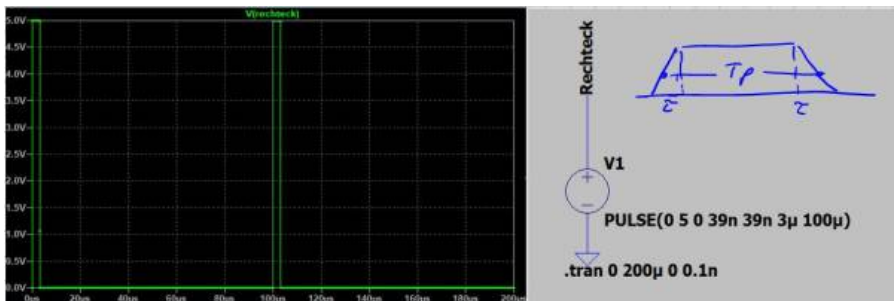 V(rechteck)
5.0V
4.5V
4.0V
3.5V
3.0V
2.5V
2.0V
1.5V
1.0V
0.5V
0.0V
0µs 20µs 40µs 60µs 80µs 100µs 120µs 140µs 160µs 180µs 200µs
Rechteck
Tp
τ τ
V1
PULSE(0 5 0 39n 39n 3µ 100µ)
.tran 0 200µ 0 0.1n